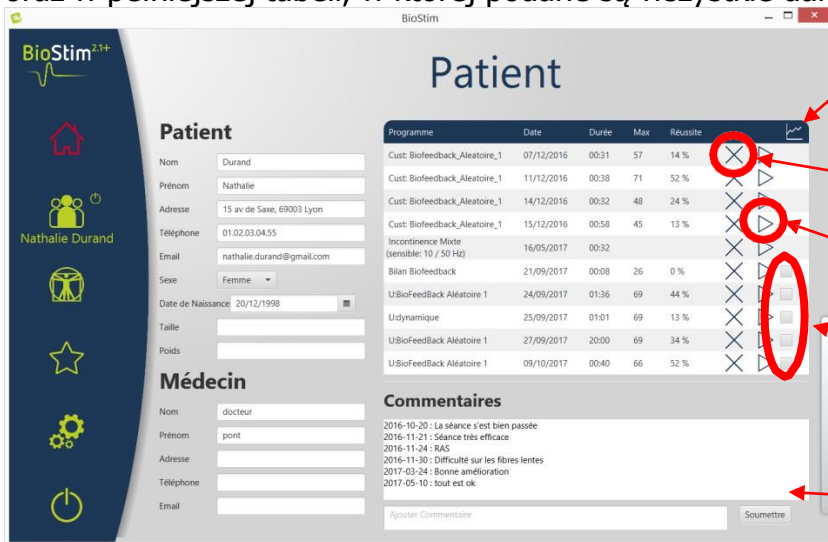 oraz w pełniejszej tabeli, w której podane są wszystkie
BioStim
BioStim 2.1+
Patient
Nathalie Durand
Patient
Nom Durand
Prénom Nathalie
Adresse 15 av de Saxe, 69003 Lyon
Téléphone 01.02.03.04.55
Email nathalie.durand@gmail.com
Sexe Femme
Date de Naissance 20/12/1998
Taille
Poids
Médecin
Nom docteur
Prénom pont
Adresse
Téléphone
Email
Programme Date Durée Max Réussite
Cust: Biofeedback_Aleatoire_1 07/12/2016 00:31 57 14 %
Cust: Biofeedback_Aleatoire_1 11/12/2016 00:38 71 52 %
Cust: Biofeedback_Aleatoire_1 14/12/2016 00:32 48 24 %
Cust: Biofeedback_Aleatoire_1 15/12/2016 00:58 45 13 %
Incontinence Mixte
(sensible: 10 / 50 Hz) 16/05/2017 00:32
Bilan Biofeedback 21/09/2017 00:08 26 0 %
U:BioFeedBack Aléatoire 1 24/09/2017 01:36 69 44 %
U:dynamique 25/09/2017 01:01 69 13 %
U:BioFeedBack Aléatoire 1 27/09/2017 20:00 69 34 %
U:BioFeedBack Aléatoire 1 09/10/2017 00:40 66 52 %
Commentaires
2016-10-20 : La séance s'est bien passée
2016-11-21 : Séance très efficace
2016-11-24 : RAS
2016-11-30 : Difficulté sur les fibres lentes
2017-03-24 : Bonne amélioration
2017-05-10 : tout est ok
Ajouter Commentaire
Soumettre